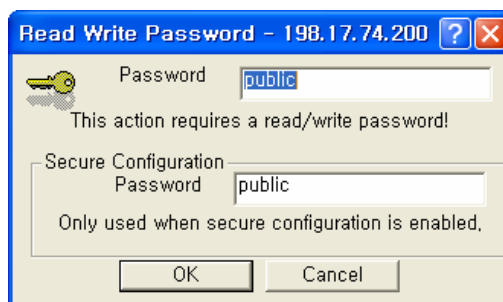 Read Write Password - 198.17.74.200 ?
Password public
This action requires a read/write password!
Secure Configuration
Password public
Only used when secure configuration is enabled,
OK Cancel